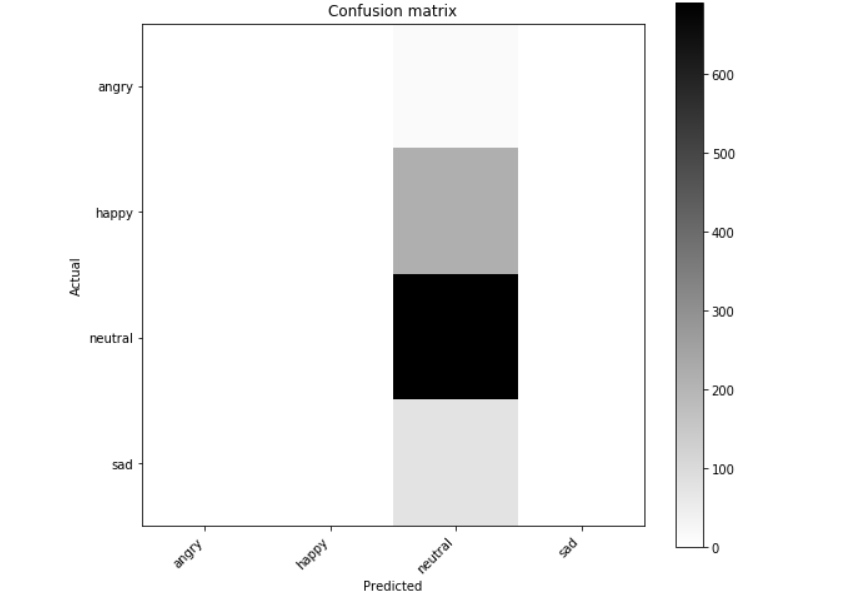 Confusion matrix
angry
happy
neutral
sad
Actual
angry
happy
neutral
sad
Predicted
600
500
400
300
200
100
0